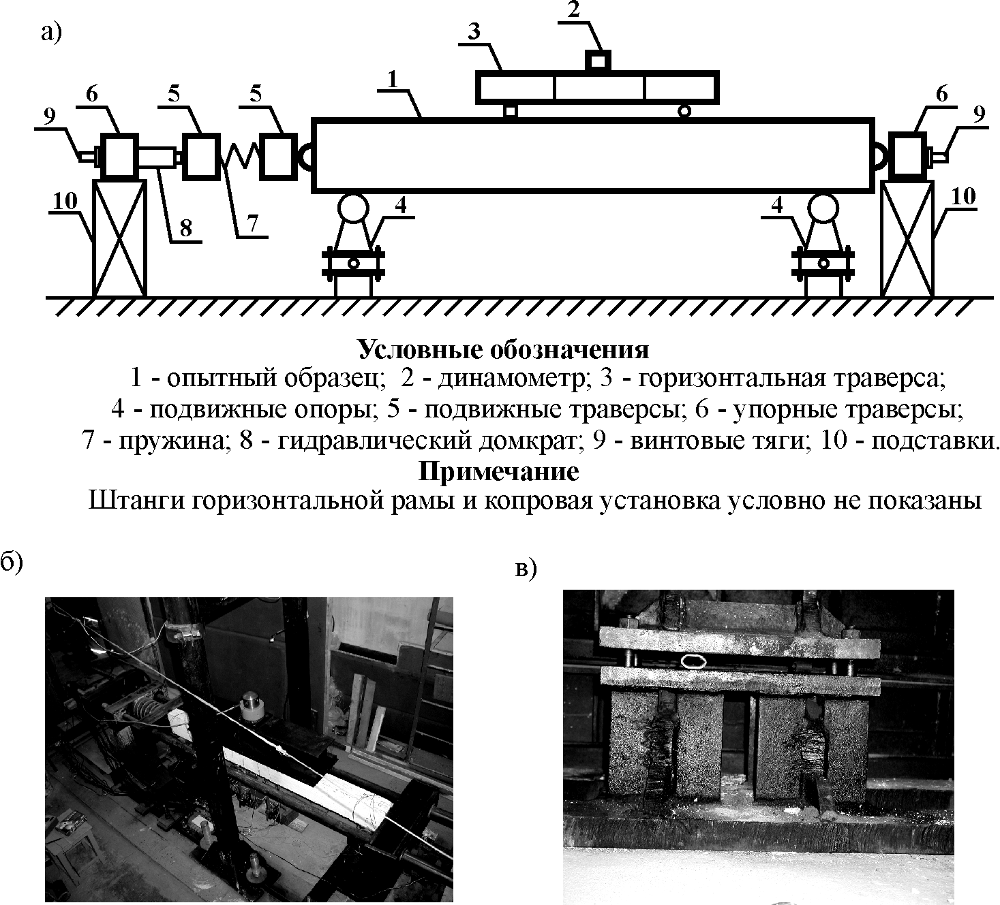 а)
2
3
1
6 5 5 6
9 9
10 8 7 4 4 10
Условные обозначения
1 - опытный образец; 2 - динамометр; 3 - горизонтальная траверса;
4 - подвижные опоры; 5 - подвижные траверсы; 6 - упорные траверсы;
7 - пружина; 8 - гидравлический домкрат; 9 - винтовые тяги; 10 - подставки.
Примечание
Штанги горизонтальной рамы и копровая установка условно не показаны
б) в)